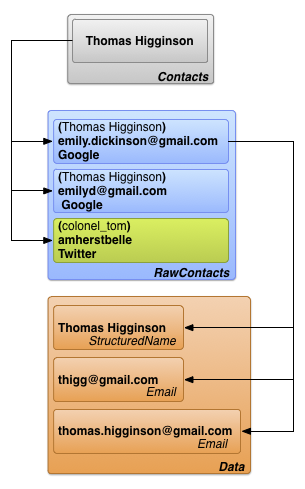 Thomas Higginson
Contacts
(Thomas Higginson)
emily.dickinson@gmail.com
Google
(Thomas Higginson)
emilyd@gmail.com
Google
(colonel_tom)
amherstbelle
Twitter
RawContacts
Thomas Higginson
StructuredName
thigg@gmail.com
Email
thomas.higginson@gmail.com
Email
Data